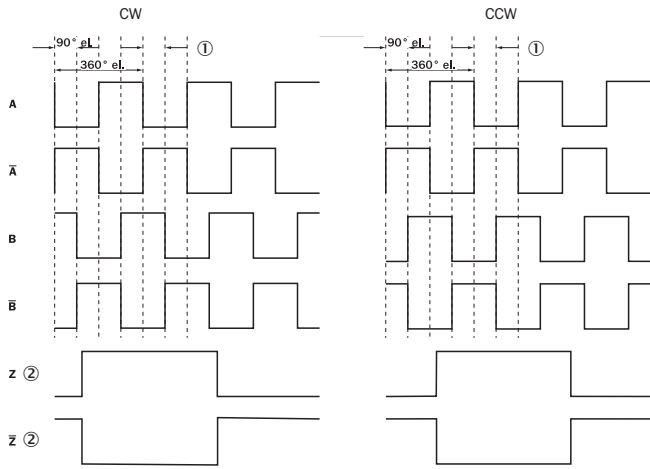 CW CCW
90° el. ① 90° el. ①
360° el. 360° el.
A
A̅
B
B̅
Z ②
Z̅ ②